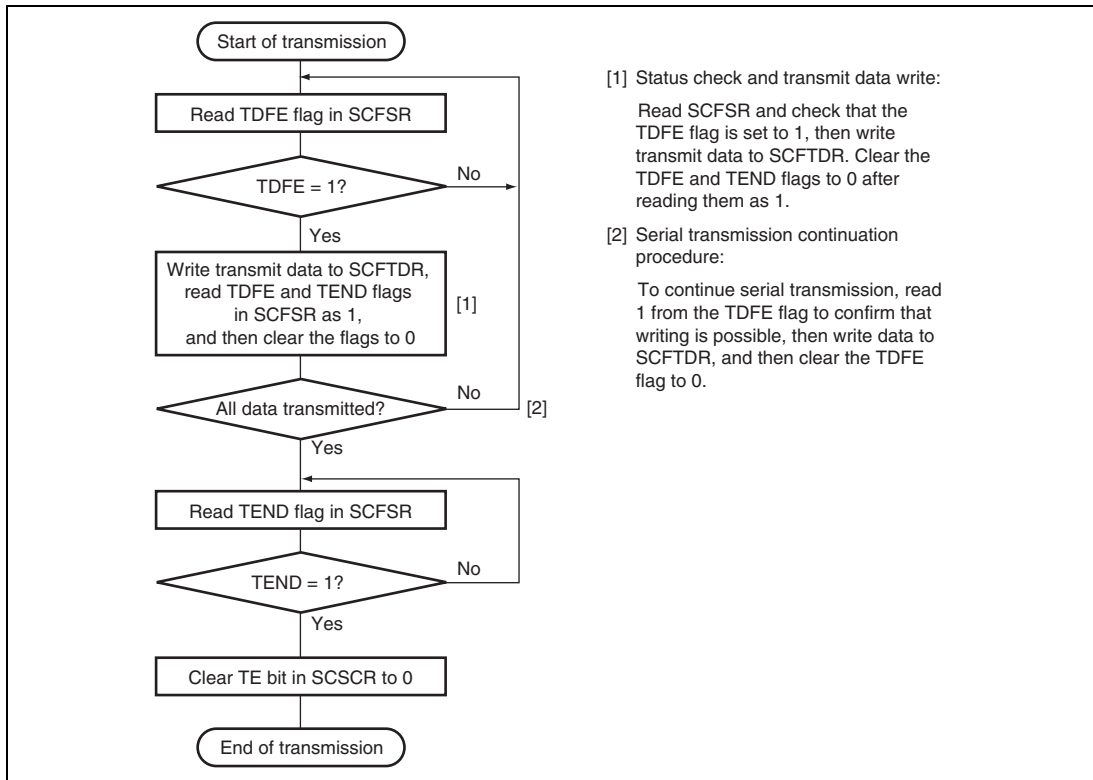 Start of transmission
Read TDFE flag in SCFSR
TDFE = 1?
No
Yes
Write transmit data to SCFTDR,
read TDFE and TEND flags
in SCFSR as 1,
and then clear the flags to 0
[1]
All data transmitted?
No
[2]
Yes
Read TEND flag in SCFSR
TEND = 1?
No
Yes
Clear TE bit in SCSCR to 0
End of transmission
[1] Status check and transmit data write:
Read SCFSR and check that the
TDFE flag is set to 1, then write
transmit data to SCFTDR. Clear the
TDFE and TEND flags to 0 after
reading them as 1.
[2] Serial transmission continuation
procedure:
To continue serial transmission, read
1 from the TDFE flag to confirm that
writing is possible, then write data to
SCFTDR, and then clear the TDFE
flag to 0.